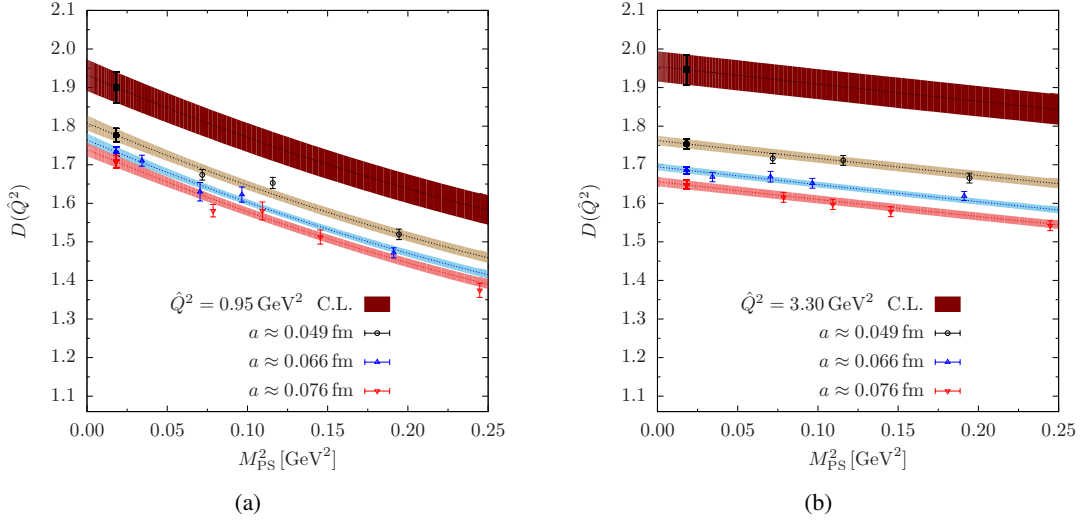 D(Q̂²)
2.1
2.0
1.9
1.8
1.7
1.6
1.5
1.4
1.3
1.2
1.1
Q̂² = 0.95 GeV² C.L.
a ≈ 0.049 fm
a ≈ 0.066 fm
a ≈ 0.076 fm
0.00 0.05 0.10 0.15 0.20 0.25
M²_PS [GeV²]
(a)
D(Q̂²)
2.1
2.0
1.9
1.8
1.7
1.6
1.5
1.4
1.3
1.2
1.1
Q̂² = 3.30 GeV² C.L.
a ≈ 0.049 fm
a ≈ 0.066 fm
a ≈ 0.076 fm
0.00 0.05 0.10 0.15 0.20 0.25
M²_PS [GeV²]
(b)